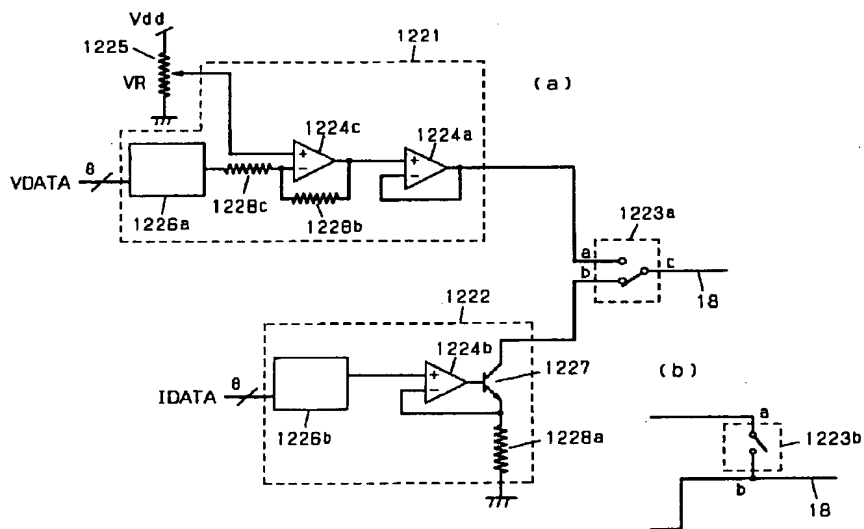 Vdd
1225
VR
1221
(a)
1224c
1224a
8
VDATA
1226a
1228c
1228b
1223a
a
b
c
18
1222
1224b
1227
8
IDATA
1226b
1228a
(b)
a
1223b
b
18
+
−
+
−
+
−